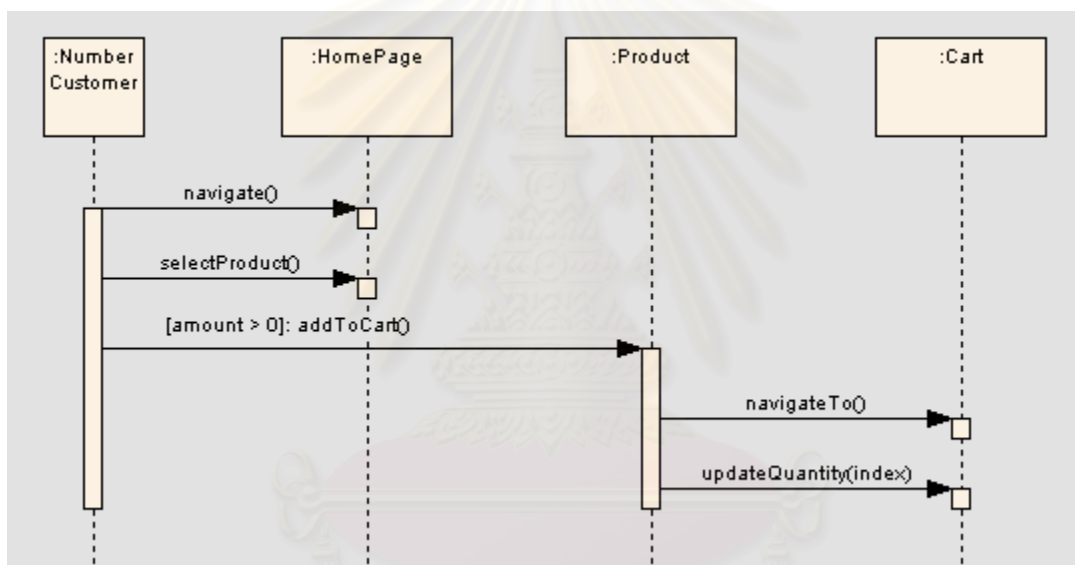 :Number
Customer
:HomePage
:Product
:Cart
navigate()
selectProduct()
[amount > 0]: addToCart()
navigateTo()
updateQuantity(index)